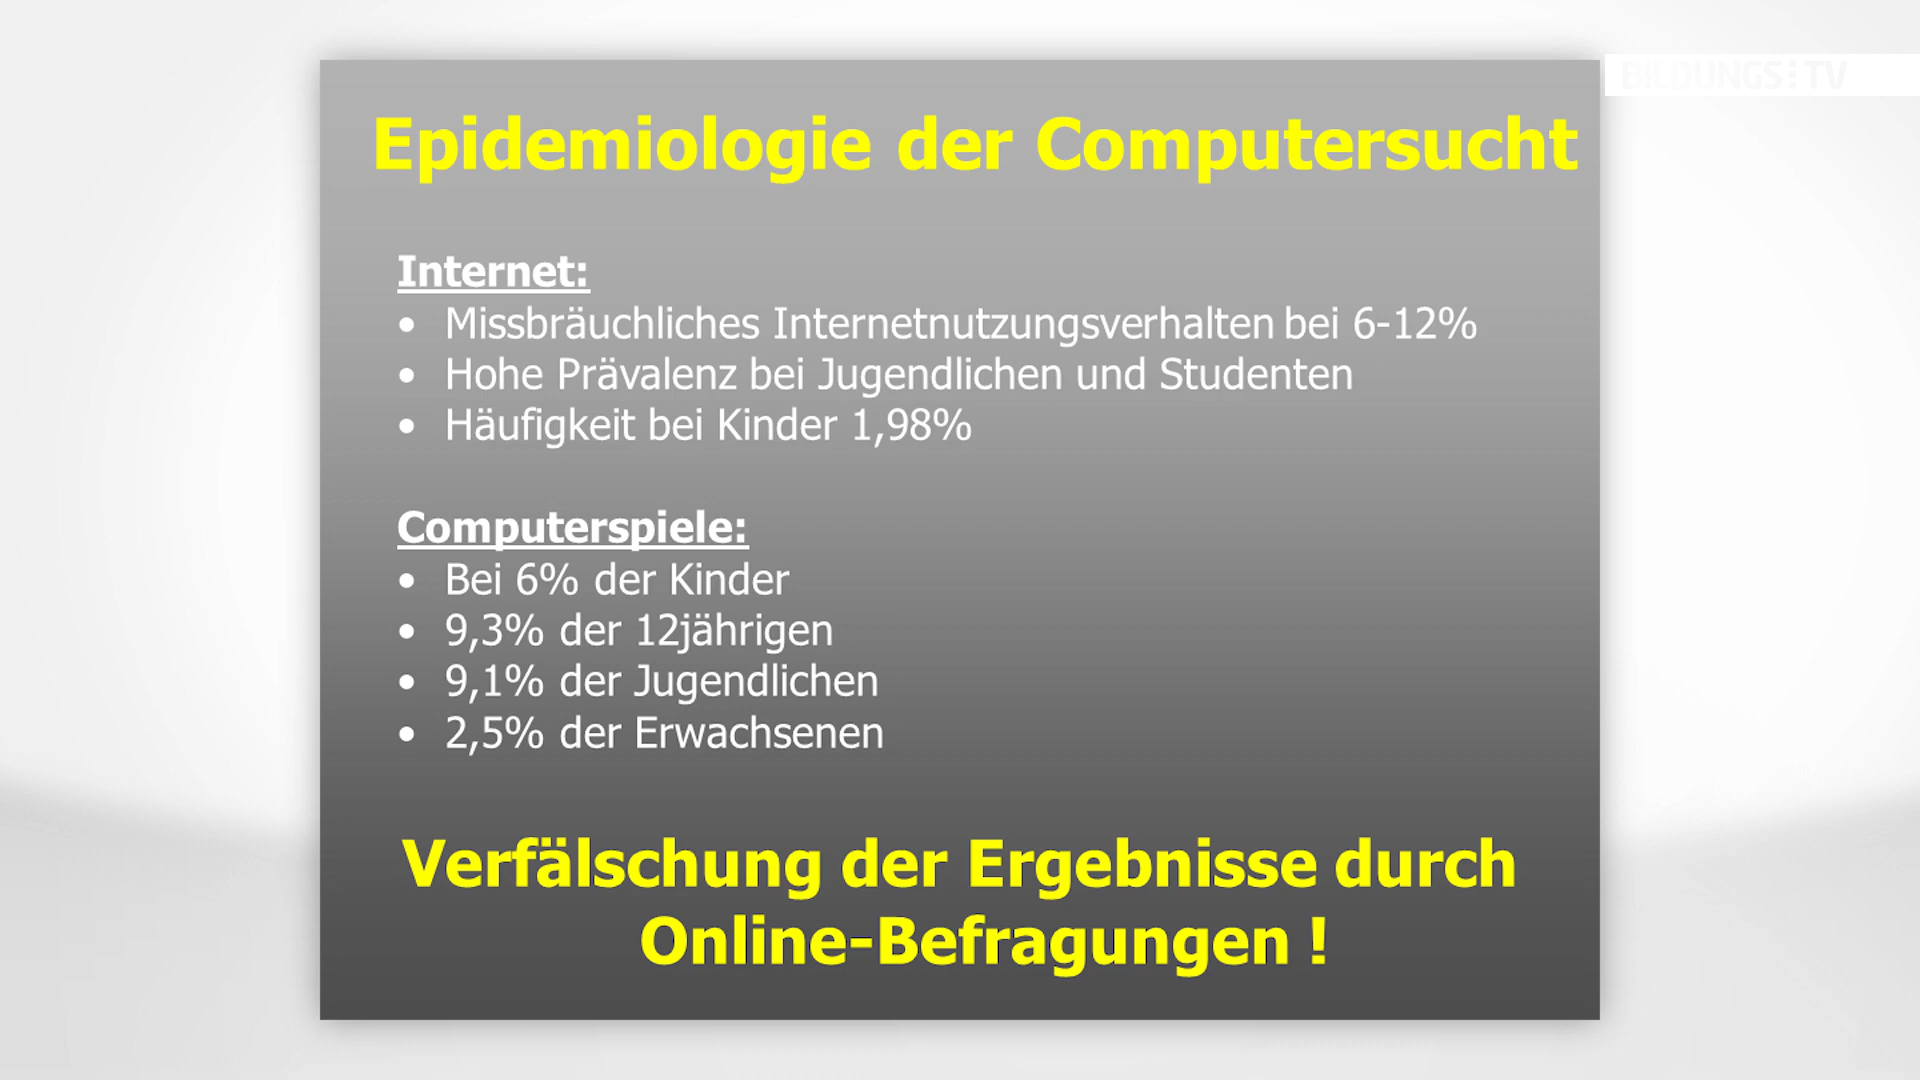 BILDUNGS TV
Epidemiologie der Computersucht
Internet:
• Missbräuchliches Internetnutzungsverhalten bei 6-12%
• Hohe Prävalenz bei Jugendlichen und Studenten
• Häufigkeit bei Kinder 1,98%
Computerspiele:
• Bei 6% der Kinder
• 9,3% der 12jährigen
• 9,1% der Jugendlichen
• 2,5% der Erwachsenen
Verfälschung der Ergebnisse durch
Online-Befragungen !